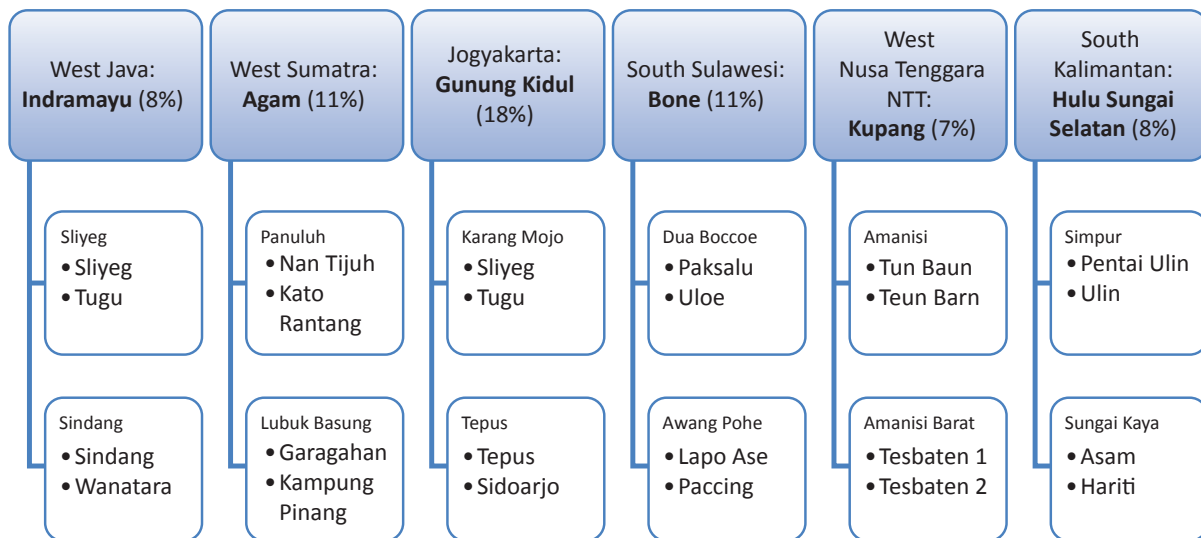 West Java:
Indramayu (8%)
West Sumatra:
Agam (11%)
Jogyakarta:
Gunung Kidul
(18%)
South Sulawesi:
Bone (11%)
West
Nusa Tenggara
NTT:
Kupang (7%)
South
Kalimantan:
Hulu Sungai
Selatan (8%)
Sliyeg
• Sliyeg
• Tugu
Panuluh
• Nan Tijuh
• Kato
Rantang
Karang Mojo
• Sliyeg
• Tugu
Dua Boccoe
• Paksalu
• Uloe
Amanisi
• Tun Baun
• Teun Barn
Simpur
• Pentai Ulin
• Ulin
Sindang
• Sindang
• Wanatara
Lubuk Basung
• Garagahan
• Kampung
Pinang
Tepus
• Tepus
• Sidoarjo
Awang Pohe
• Lapo Ase
• Paccing
Amanisi Barat
• Tesbaten 1
• Tesbaten 2
Sungai Kaya
• Asam
• Hariti